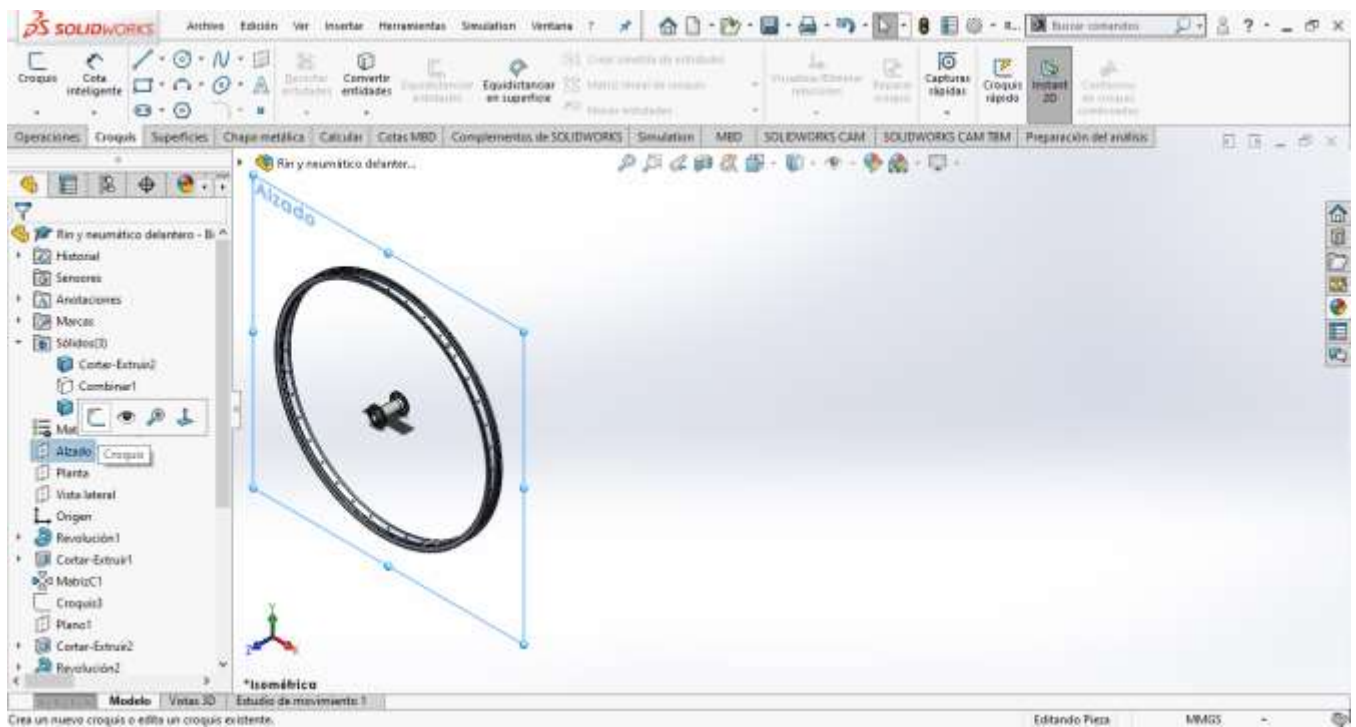 SOLIDWORKS
Archivo Edición Ver Insertar Herramientas Simulation Ventana ?
Buscar comandos
Croquis
Cota inteligente
Convertir entidades
Equidistanciar en superficie
Capturas rápidas
Croquis rápido
Instant 2D
Operaciones Croquis Superficies Chapa metálica Calcular Cotas MBD Complementos de SOLIDWORKS Simulation MBD SOLIDWORKS CAM SOLIDWORKS CAM TBM Preparación del análisis
Rin y neumático delanter...
Alzado
Rin y neumático delantero -
Historial
Sensores
Anotaciones
Marcas
Sólidos(3)
Cortar-Extruir2
Combinar1
Mat
Alzado
Croquis
Planta
Vista lateral
Origen
Revolución1
Cortar-Extruir1
MatrizC1
Croquis3
Plano1
Cortar-Extruir2
Revolución2
Y
Z X
*Isométrica
Modelo Vistas 3D Estudio de movimiento 1
Crea un nuevo croquis o edita un croquis existente.
Editando Pieza MMGS